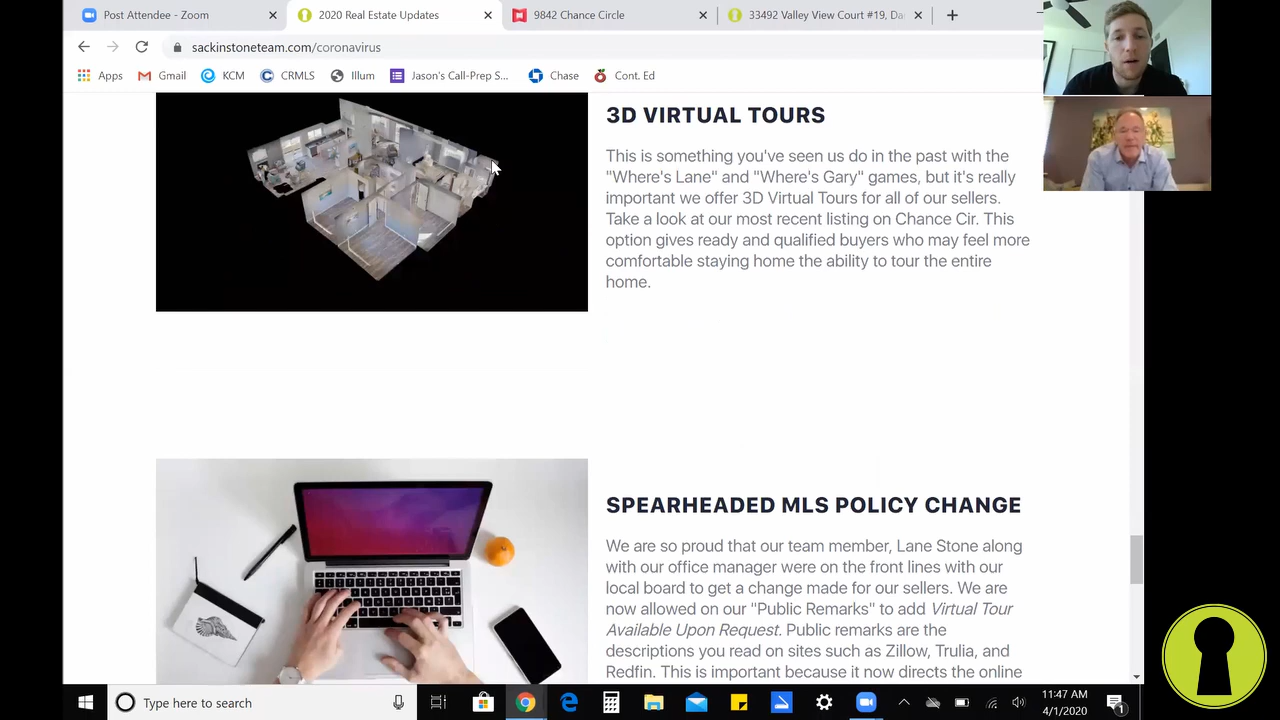 Post Attendee - Zoom
2020 Real Estate Updates
9842 Chance Circle
33492 Valley View Court #19, Da
sackinstoneteam.com/coronavirus
Apps
Gmail
KCM
CRMLS
Illum
Jason's Call-Prep S...
Chase
Cont. Ed
3D VIRTUAL TOURS
This is something you've seen us do in the past with the
"Where's Lane" and "Where's Gary" games, but it's really
important we offer 3D Virtual Tours for all of our sellers.
Take a look at our most recent listing on Chance Cir. This
option gives ready and qualified buyers who may feel more
comfortable staying home the ability to tour the entire
home.
SPEARHEADED MLS POLICY CHANGE
We are so proud that our team member, Lane Stone along
with our office manager were on the front lines with our
local board to get a change made for our sellers. We are
now allowed on our "Public Remarks" to add Virtual Tour
Available Upon Request. Public remarks are the
descriptions you read on sites such as Zillow, Trulia, and
Redfin. This is important because it now directs the online
Type here to search
11:47 AM
4/1/2020
1